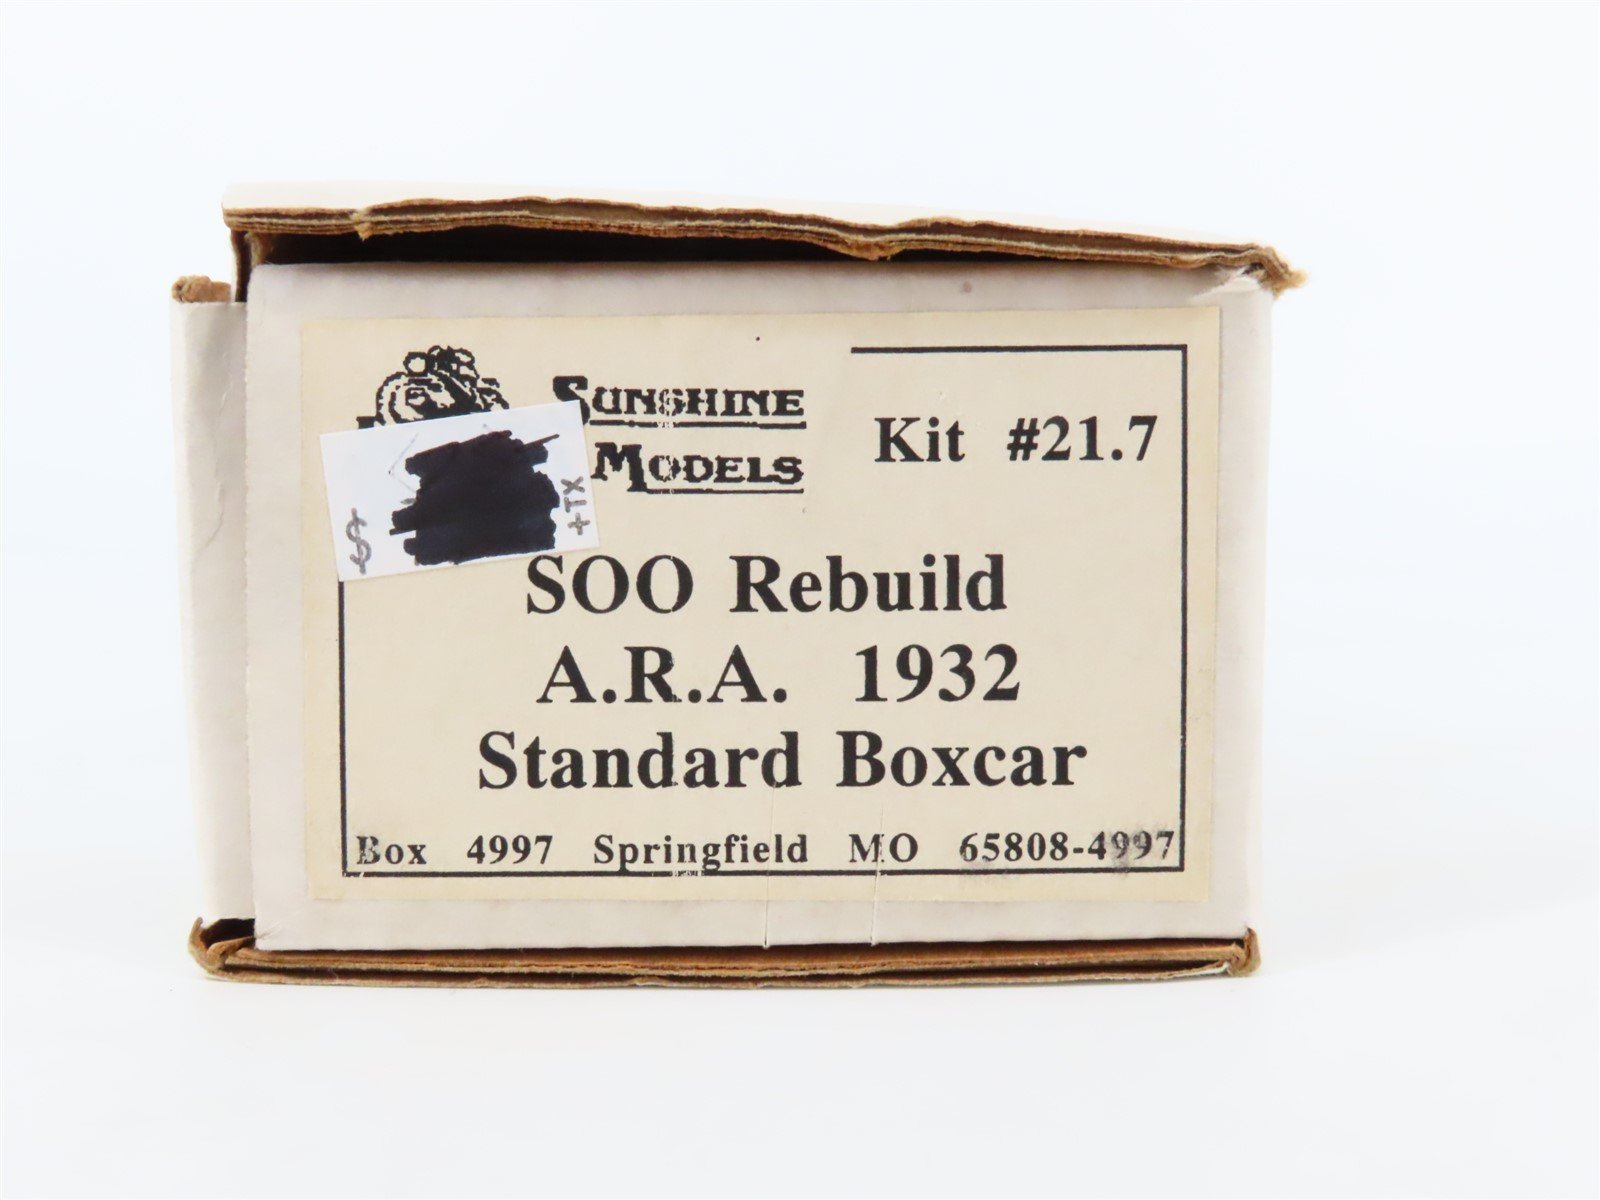 SUNSHINE
MODELS
Kit #21.7
$ +TX
SOO Rebuild
A.R.A. 1932
Standard Boxcar
Box 4997 Springfield MO 65808-4997